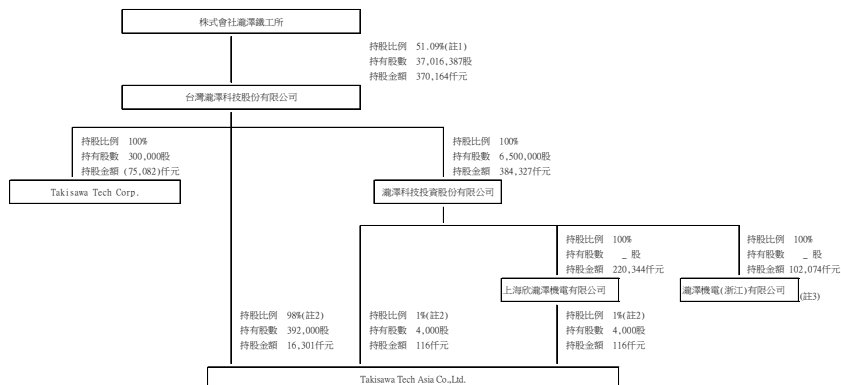 株式會社瀧澤鐵工所
持股比例 51.09%(註1)
持有股數 37,016,387股
持股金額 370,164仟元
台灣瀧澤科技股份有限公司
持股比例 100%
持有股數 300,000股
持股金額 (75,082)仟元
持股比例 100%
持有股數 6,500,000股
持股金額 384,327仟元
Takisawa Tech Corp.
瀧澤科技投資股份有限公司
持股比例 100%
持有股數 _ 股
持股金額 220,344仟元
持股比例 100%
持有股數 _ 股
持股金額 102,074仟元
上海欣瀧澤機電有限公司
瀧澤機電(浙江)有限公司
(註3)
持股比例 98%(註2)
持有股數 392,000股
持股金額 16,301仟元
持股比例 1%(註2)
持有股數 4,000股
持股金額 116仟元
持股比例 1%(註2)
持有股數 4,000股
持股金額 116仟元
Takisawa Tech Asia Co.,Ltd.